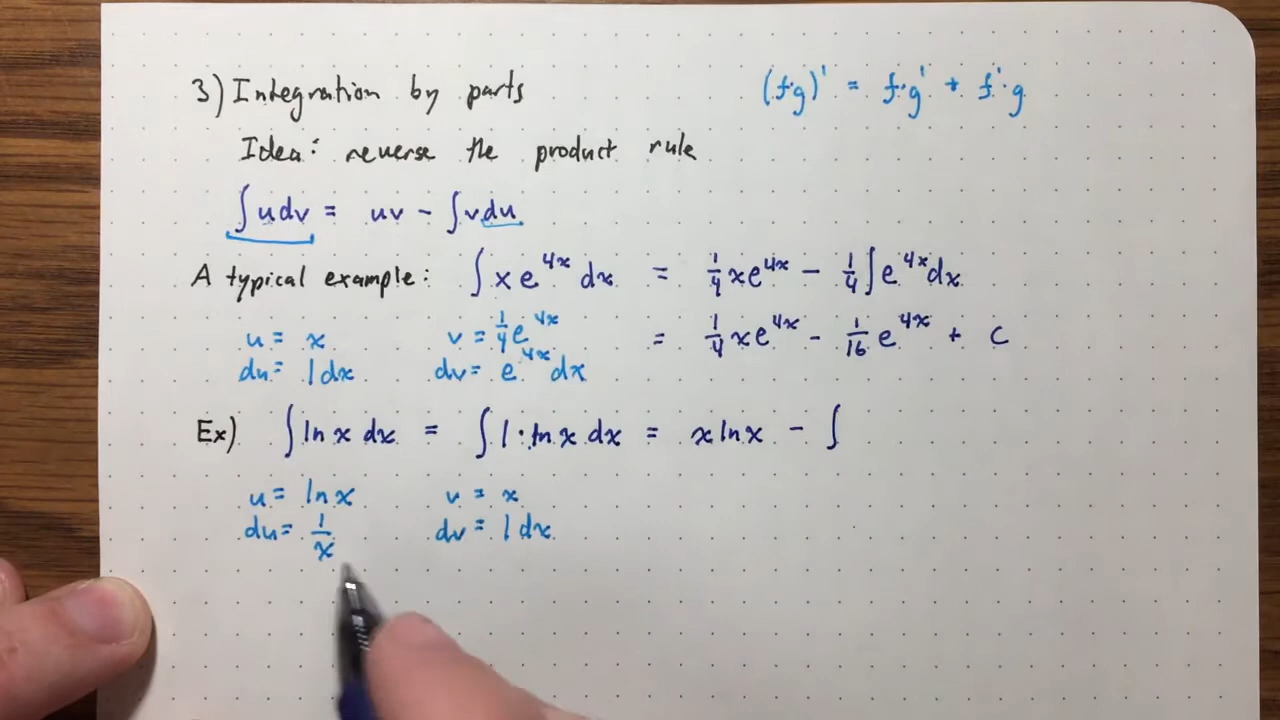 3) Integration by parts (f·g)' = f·g' + f'·g
Idea: reverse the product rule
∫udv = uv - ∫vdu
A typical example: ∫xe^{4x}dx = 1/4 xe^{4x} - 1/4 ∫e^{4x}dx
u = x v = 1/4 e^{4x} = 1/4 xe^{4x} - 1/16 e^{4x} + C
du = 1dx dv = e^{4x}dx
Ex) ∫ln x dx = ∫1·ln x dx = x ln x - ∫
u = ln x v = x
du = 1/x dv = 1dx